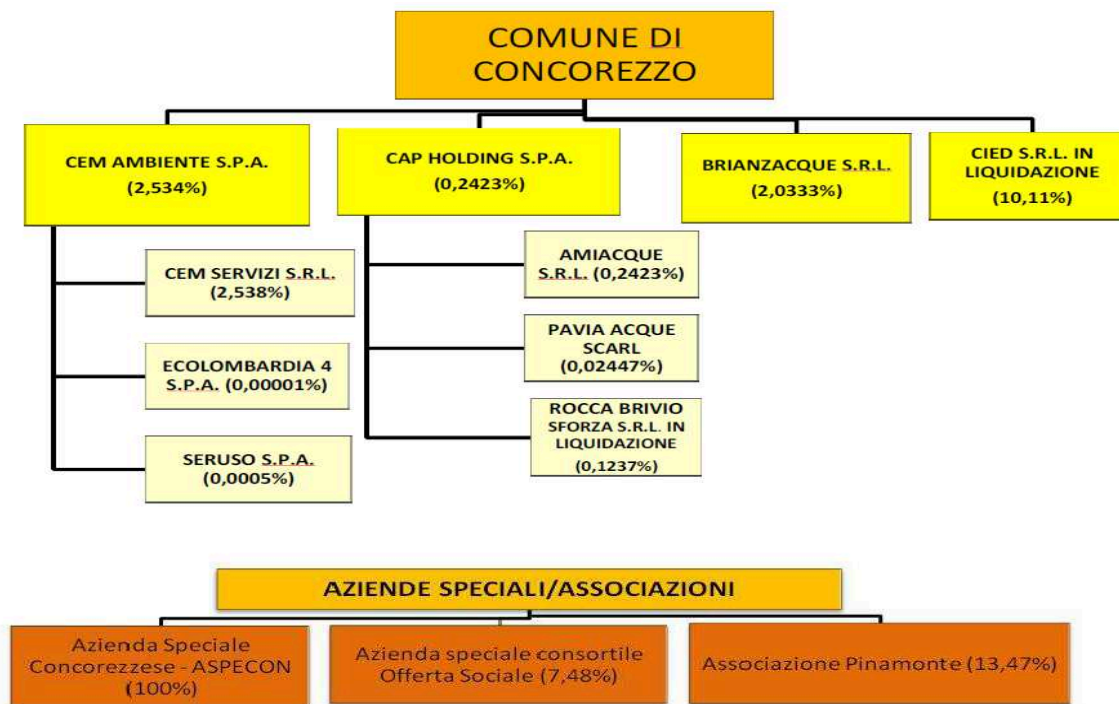 COMUNE DI
CONCOREZZO
CEM AMBIENTE S.P.A.
(2,534%)
CAP HOLDING S.P.A.
(0,2423%)
BRIANZACQUE S.R.L.
(2,0333%)
CIED S.R.L. IN
LIQUIDAZIONE
(10,11%)
CEM SERVIZI S.R.L.
(2,538%)
ECOLOMBARDIA 4
S.P.A. (0,00001%)
SERUSO S.P.A.
(0,0005%)
AMIACQUE
S.R.L. (0,2423%)
PAVIA ACQUE
SCARL
(0,02447%)
ROCCA BRIVIO
SFORZA S.R.L. IN
LIQUIDAZIONE
(0,1237%)
AZIENDE SPECIALI/ASSOCIAZIONI
Azienda Speciale
Concorezzese - ASPECON
(100%)
Azienda speciale consortile
Offerta Sociale (7,48%)
Associazione Pinamonte (13,47%)